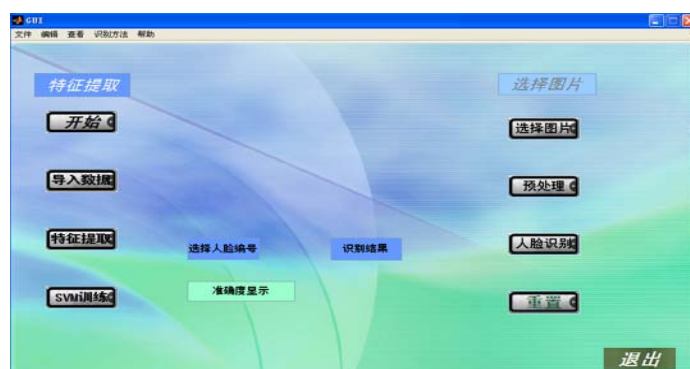 GUI
文件 编辑 查看 识别方法 帮助
特征提取
选择图片
开始
选择图片
导入数据
预处理
特征提取
选择人脸编号
识别结果
人脸识别
准确度显示
SVM训练
重置
退出